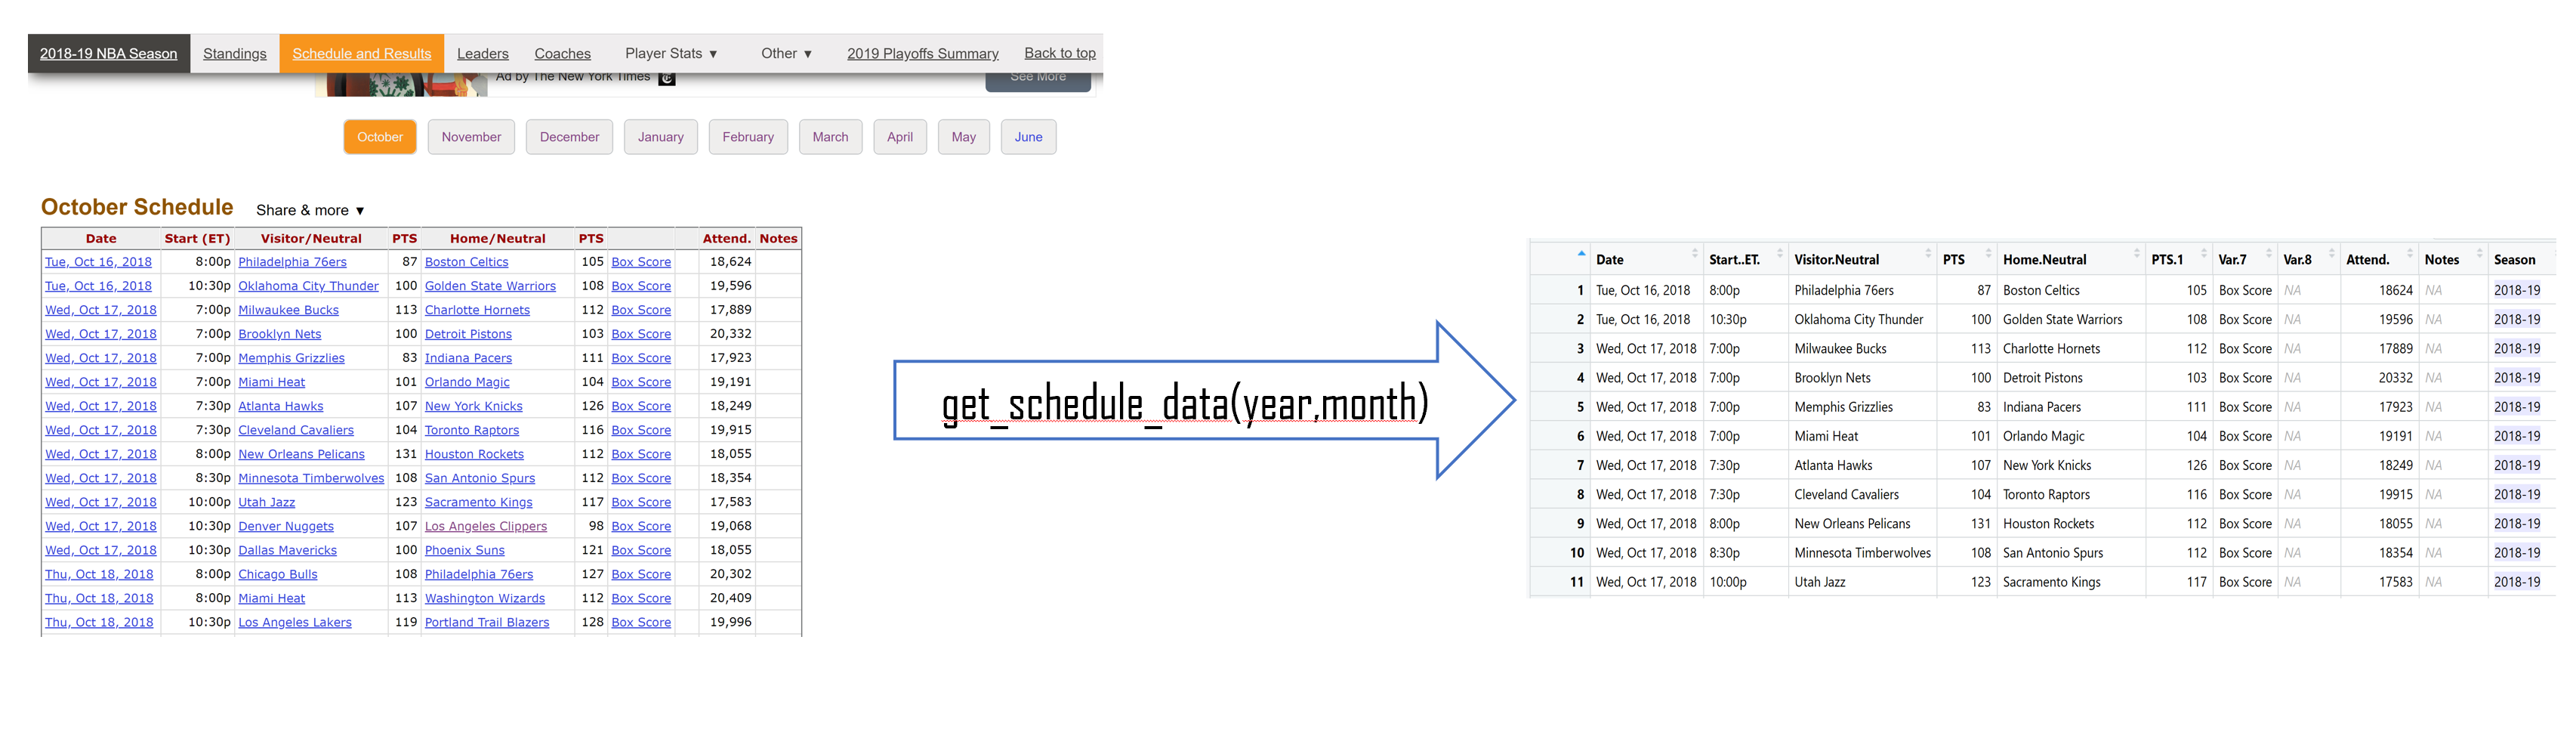 2018-19 NBA Season Standings Schedule and Results Leaders Coaches Player Stats ▼ Other ▼ 2019 Playoffs Summary Back to top
Ad by The New York Times See More
October November December January February March April May June
October Schedule Share & more ▼
Date Start (ET) Visitor/Neutral PTS Home/Neutral PTS Attend. Notes
Tue, Oct 16, 2018 8:00p Philadelphia 76ers 87 Boston Celtics 105 Box Score 18,624
Tue, Oct 16, 2018 10:30p Oklahoma City Thunder 100 Golden State Warriors 108 Box Score 19,596
Wed, Oct 17, 2018 7:00p Milwaukee Bucks 113 Charlotte Hornets 112 Box Score 17,889
Wed, Oct 17, 2018 7:00p Brooklyn Nets 100 Detroit Pistons 103 Box Score 20,332
Wed, Oct 17, 2018 7:00p Memphis Grizzlies 83 Indiana Pacers 111 Box Score 17,923
Wed, Oct 17, 2018 7:00p Miami Heat 101 Orlando Magic 104 Box Score 19,191
Wed, Oct 17, 2018 7:30p Atlanta Hawks 107 New York Knicks 126 Box Score 18,249
Wed, Oct 17, 2018 7:30p Cleveland Cavaliers 104 Toronto Raptors 116 Box Score 19,915
Wed, Oct 17, 2018 8:00p New Orleans Pelicans 131 Houston Rockets 112 Box Score 18,055
Wed, Oct 17, 2018 8:30p Minnesota Timberwolves 108 San Antonio Spurs 112 Box Score 18,354
Wed, Oct 17, 2018 10:00p Utah Jazz 123 Sacramento Kings 117 Box Score 17,583
Wed, Oct 17, 2018 10:30p Denver Nuggets 107 Los Angeles Clippers 98 Box Score 19,068
Wed, Oct 17, 2018 10:30p Dallas Mavericks 100 Phoenix Suns 121 Box Score 18,055
Thu, Oct 18, 2018 8:00p Chicago Bulls 108 Philadelphia 76ers 127 Box Score 20,302
Thu, Oct 18, 2018 8:00p Miami Heat 113 Washington Wizards 112 Box Score 20,409
Thu, Oct 18, 2018 10:30p Los Angeles Lakers 119 Portland Trail Blazers 128 Box Score 19,996
get_schedule_data(year,month)
Date Start..ET. Visitor.Neutral PTS Home.Neutral PTS.1 Var.7 Var.8 Attend. Notes Season
1 Tue, Oct 16, 2018 8:00p Philadelphia 76ers 87 Boston Celtics 105 Box Score NA 18624 NA 2018-19
2 Tue, Oct 16, 2018 10:30p Oklahoma City Thunder 100 Golden State Warriors 108 Box Score NA 19596 NA 2018-19
3 Wed, Oct 17, 2018 7:00p Milwaukee Bucks 113 Charlotte Hornets 112 Box Score NA 17889 NA 2018-19
4 Wed, Oct 17, 2018 7:00p Brooklyn Nets 100 Detroit Pistons 103 Box Score NA 20332 NA 2018-19
5 Wed, Oct 17, 2018 7:00p Memphis Grizzlies 83 Indiana Pacers 111 Box Score NA 17923 NA 2018-19
6 Wed, Oct 17, 2018 7:00p Miami Heat 101 Orlando Magic 104 Box Score NA 19191 NA 2018-19
7 Wed, Oct 17, 2018 7:30p Atlanta Hawks 107 New York Knicks 126 Box Score NA 18249 NA 2018-19
8 Wed, Oct 17, 2018 7:30p Cleveland Cavaliers 104 Toronto Raptors 116 Box Score NA 19915 NA 2018-19
9 Wed, Oct 17, 2018 8:00p New Orleans Pelicans 131 Houston Rockets 112 Box Score NA 18055 NA 2018-19
10 Wed, Oct 17, 2018 8:30p Minnesota Timberwolves 108 San Antonio Spurs 112 Box Score NA 18354 NA 2018-19
11 Wed, Oct 17, 2018 10:00p Utah Jazz 123 Sacramento Kings 117 Box Score NA 17583 NA 2018-19